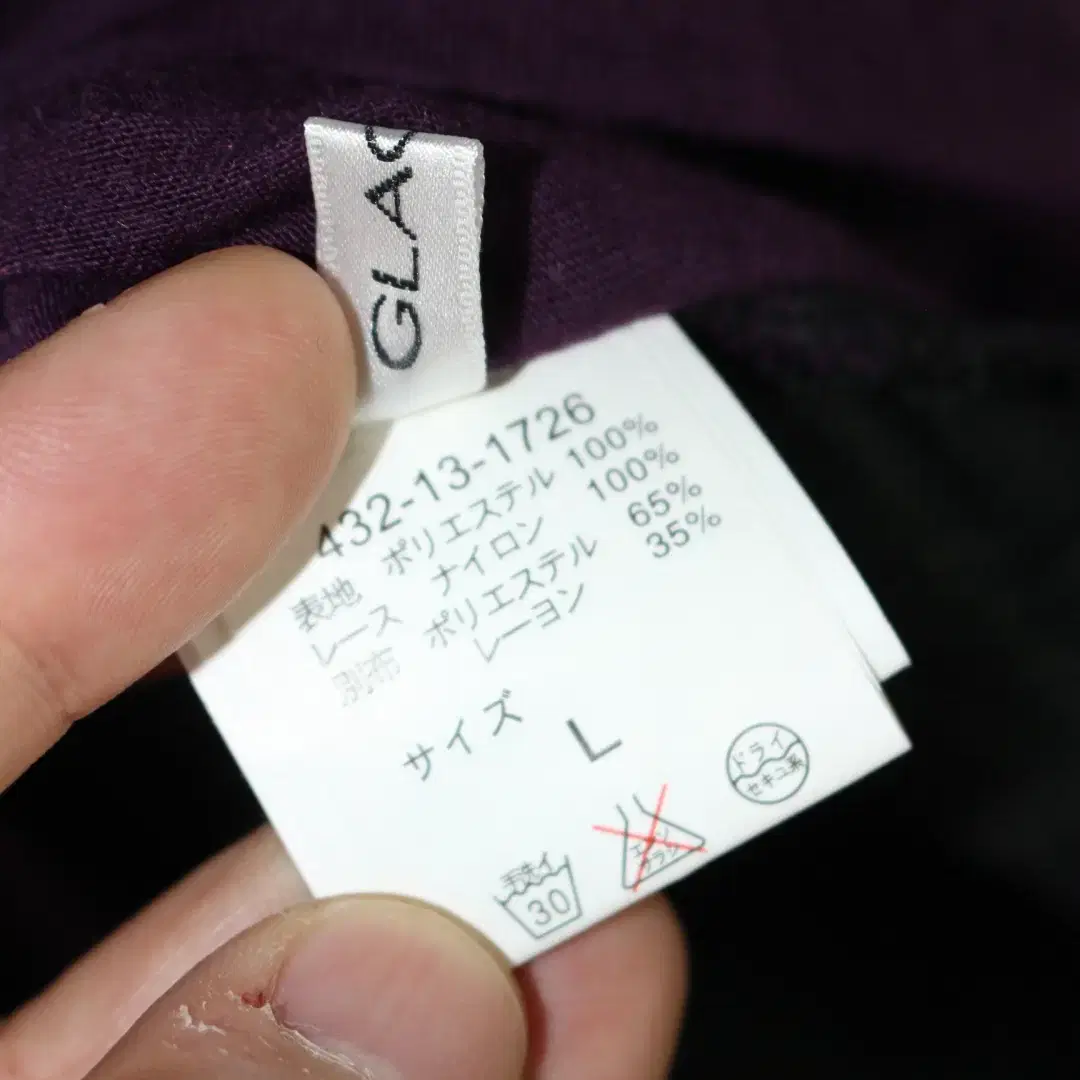 GLAC
432-13-1726
表地 ポリエステル 100%
レース ナイロン 100%
別布 ポリエステル 65%
レーヨン 35%
サイズ L
ドライ
セキユ系
エンソ
サラシ
手洗イ
30